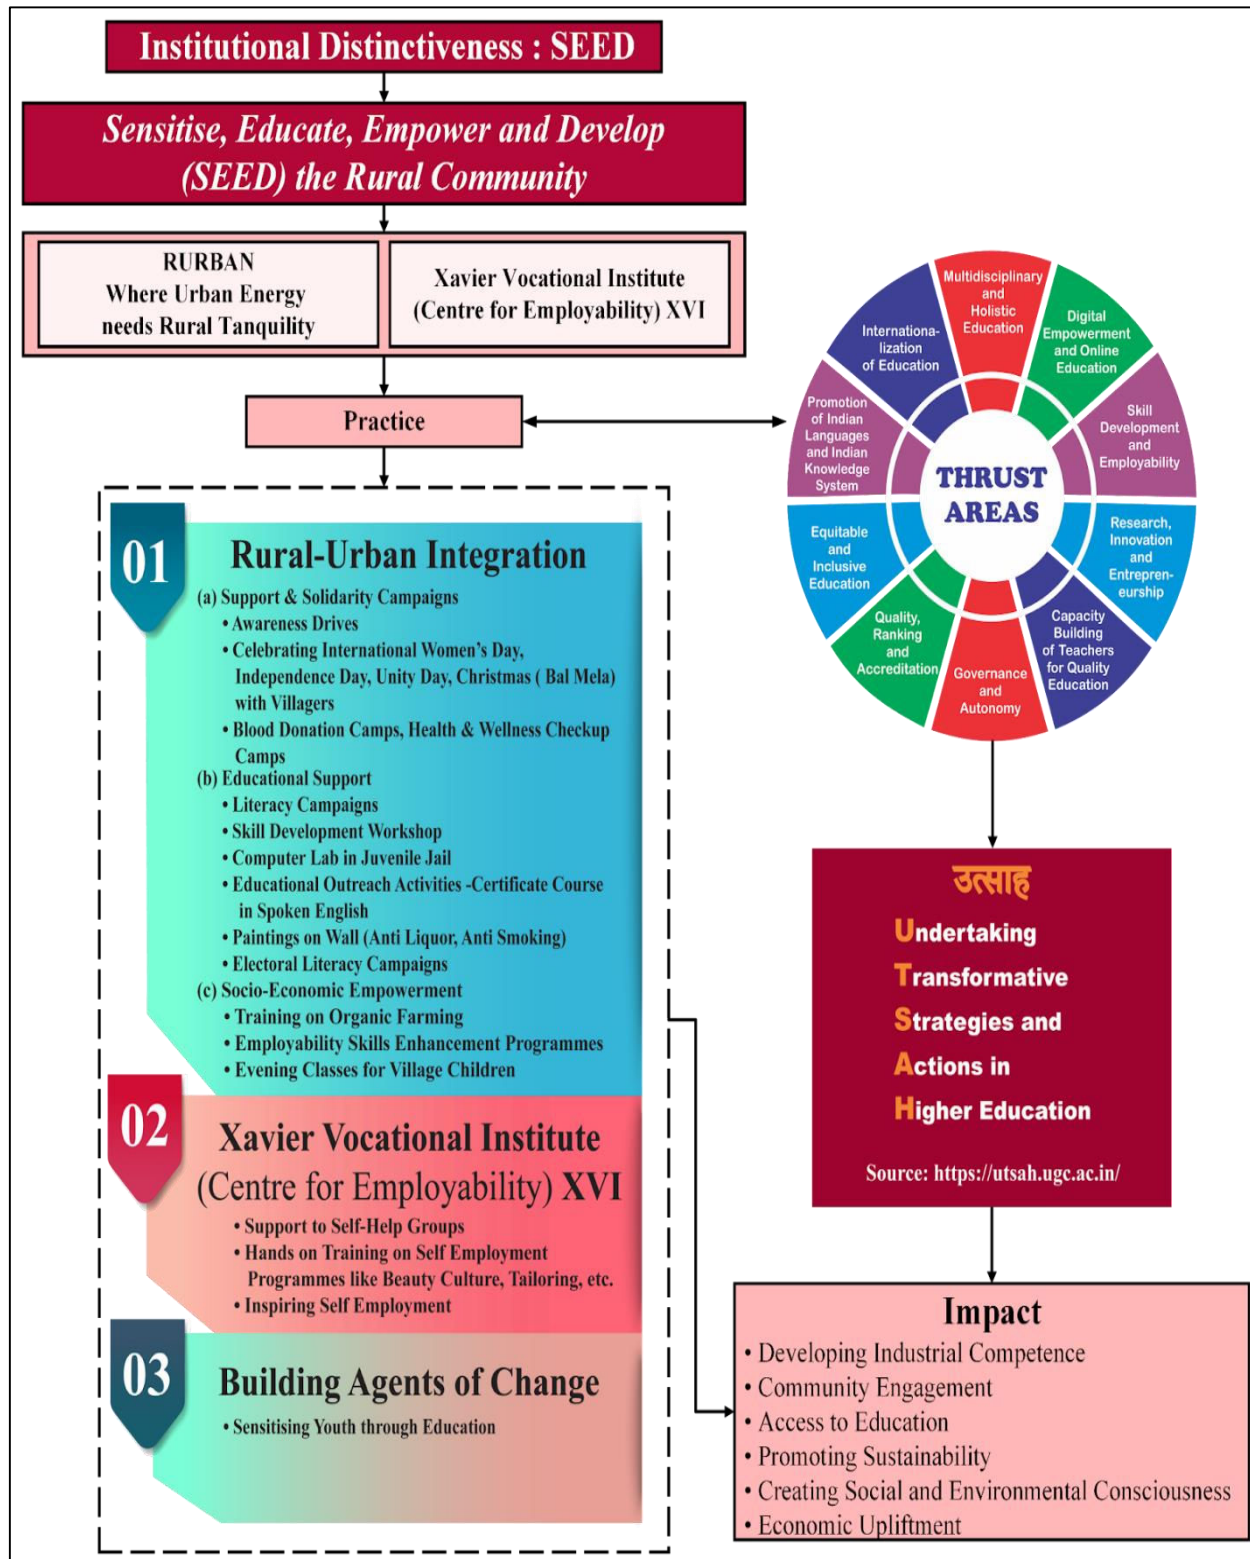 Institutional Distinctiveness : SEED
Sensitise, Educate, Empower and Develop
(SEED) the Rural Community
RURBAN
Where Urban Energy
needs Rural Tanquility
Xavier Vocational Institute
(Centre for Employability) XVI
Practice
01
Rural-Urban Integration
(a) Support & Solidarity Campaigns
• Awareness Drives
• Celebrating International Women's Day,
Independence Day, Unity Day, Christmas ( Bal Mela)
with Villagers
• Blood Donation Camps, Health & Wellness Checkup
Camps
(b) Educational Support
• Literacy Campaigns
• Skill Development Workshop
• Computer Lab in Juvenile Jail
• Educational Outreach Activities -Certificate Course
in Spoken English
• Paintings on Wall (Anti Liquor, Anti Smoking)
• Electoral Literacy Campaigns
(c) Socio-Economic Empowerment
• Training on Organic Farming
• Employability Skills Enhancement Programmes
• Evening Classes for Village Children
02
Xavier Vocational Institute
(Centre for Employability) XVI
• Support to Self-Help Groups
• Hands on Training on Self Employment
Programmes like Beauty Culture, Tailoring, etc.
• Inspiring Self Employment
03
Building Agents of Change
• Sensitising Youth through Education
THRUST
AREAS
Multidisciplinary
and
Holistic
Education
Digital
Empowerment
and Online
Education
Skill
Development
and
Employability
Research,
Innovation
and
Entrepren-
eurship
Capacity
Building
of Teachers
for Quality
Education
Governance
and
Autonomy
Quality,
Ranking
and
Accreditation
Equitable
and
Inclusive
Education
Promotion
of Indian
Languages
and Indian
Knowledge
System
Internationa-
lization
of Education
उत्साह
Undertaking
Transformative
Strategies and
Actions in
Higher Education
Source: https://utsah.ugc.ac.in/
Impact
• Developing Industrial Competence
• Community Engagement
• Access to Education
• Promoting Sustainability
• Creating Social and Environmental Consciousness
• Economic Upliftment